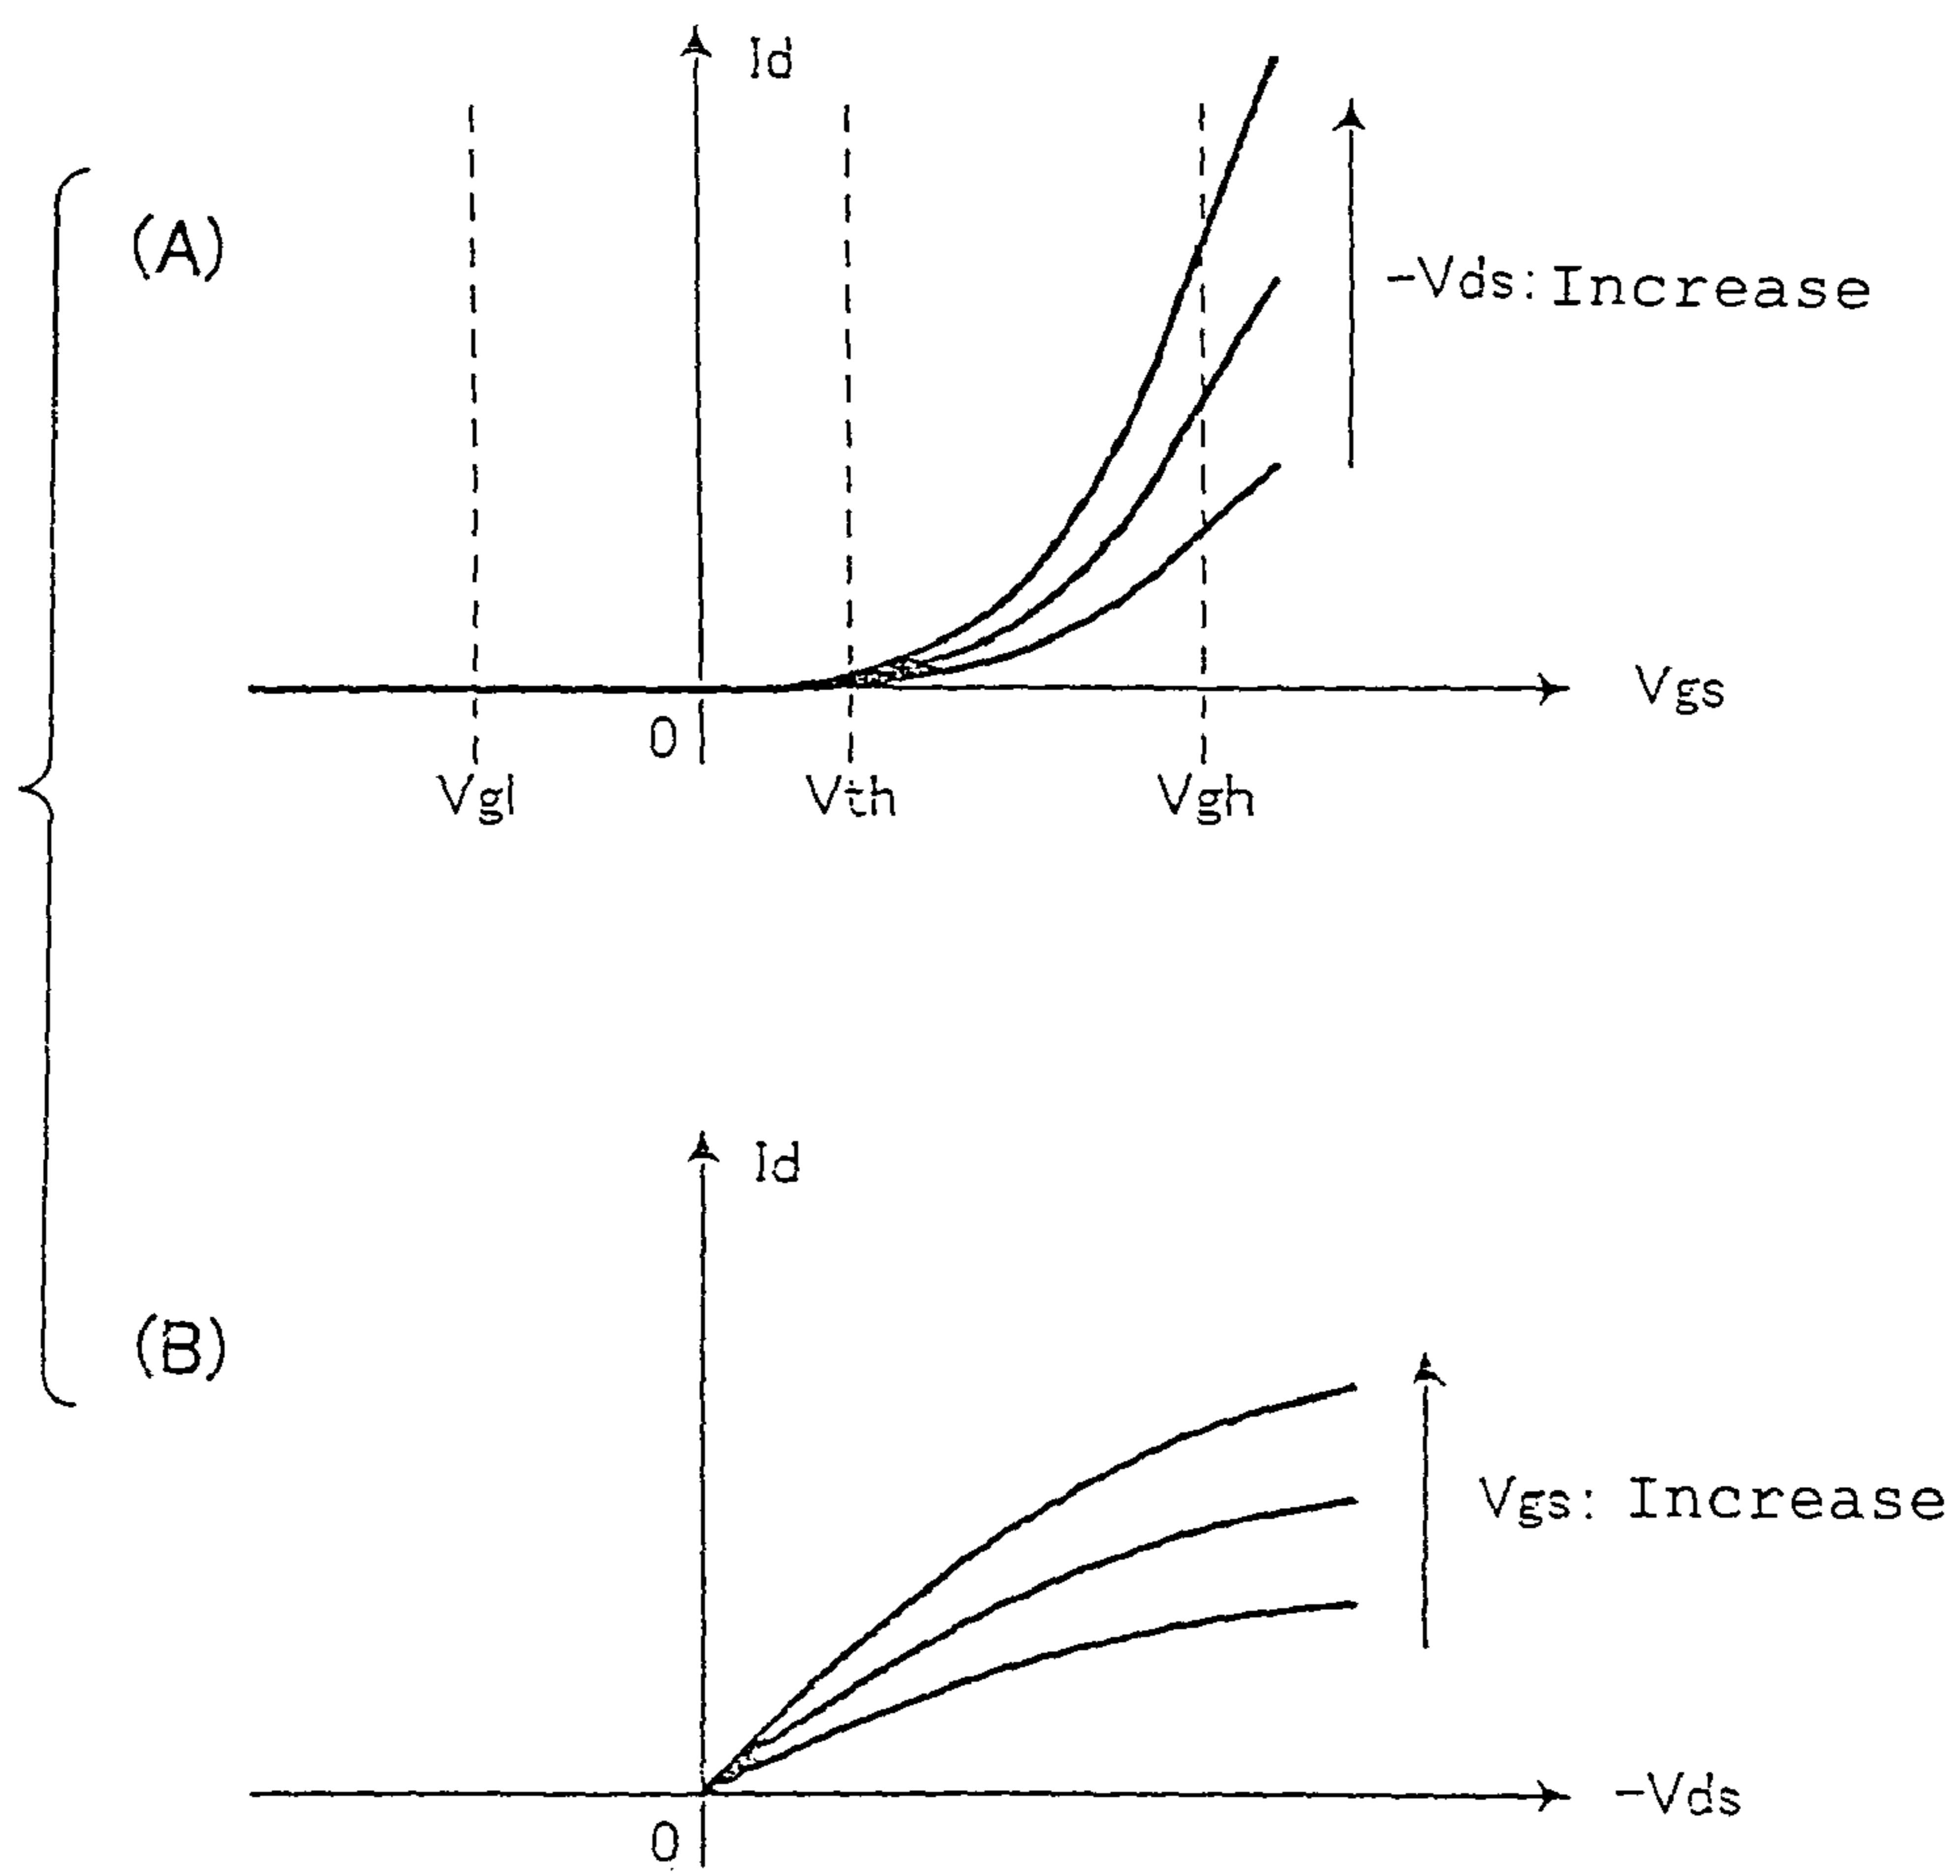 Id
(A)
-Vds: Increase
Vgs
0
Vgl
Vth
Vgh
Id
(B)
Vgs: Increase
-Vds
0